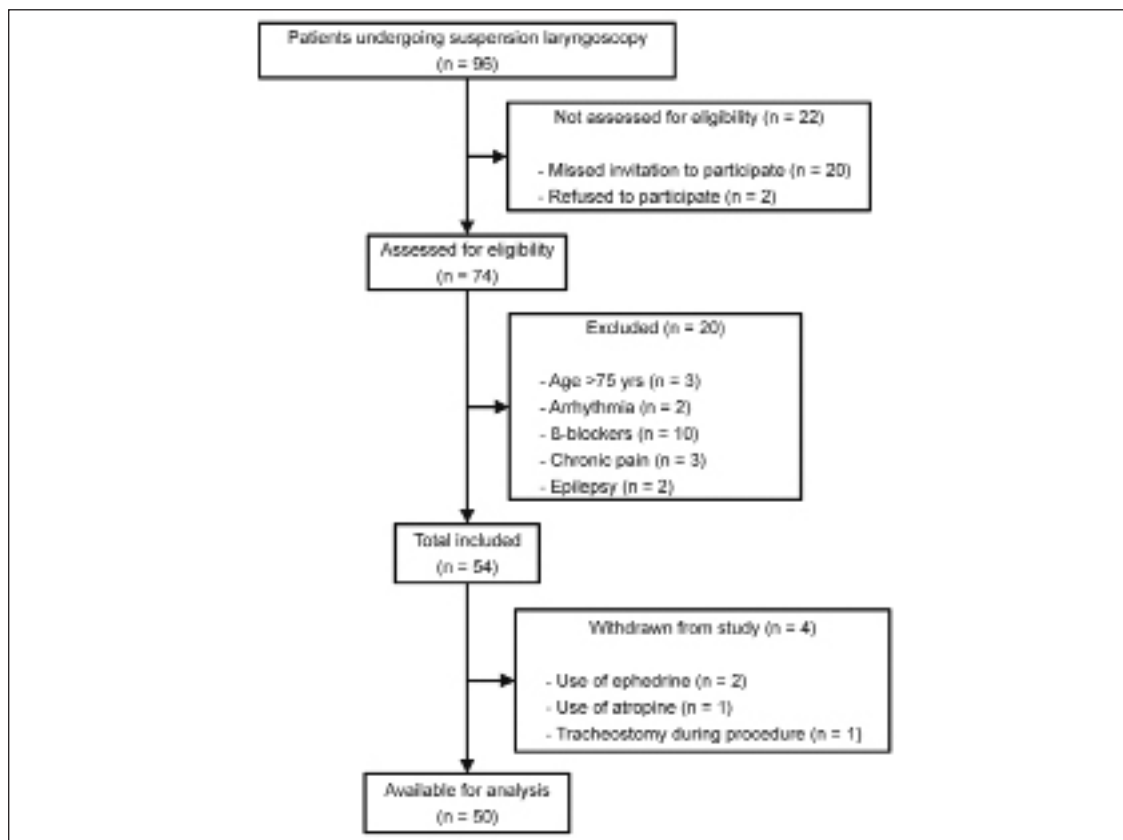 Patients undergoing suspension laryngoscopy
(n = 96)
Not assessed for eligibility (n = 22)
- Missed invitation to participate (n = 20)
- Refused to participate (n = 2)
Assessed for eligibility
(n = 74)
Excluded (n = 20)
- Age >75 yrs (n = 3)
- Arrhythmia (n = 2)
- ß-blockers (n = 10)
- Chronic pain (n = 3)
- Epilepsy (n = 2)
Total included
(n = 54)
Withdrawn from study (n = 4)
- Use of ephedrine (n = 2)
- Use of atropine (n = 1)
- Tracheostomy during procedure (n = 1]
Available for analysis
(n = 50)